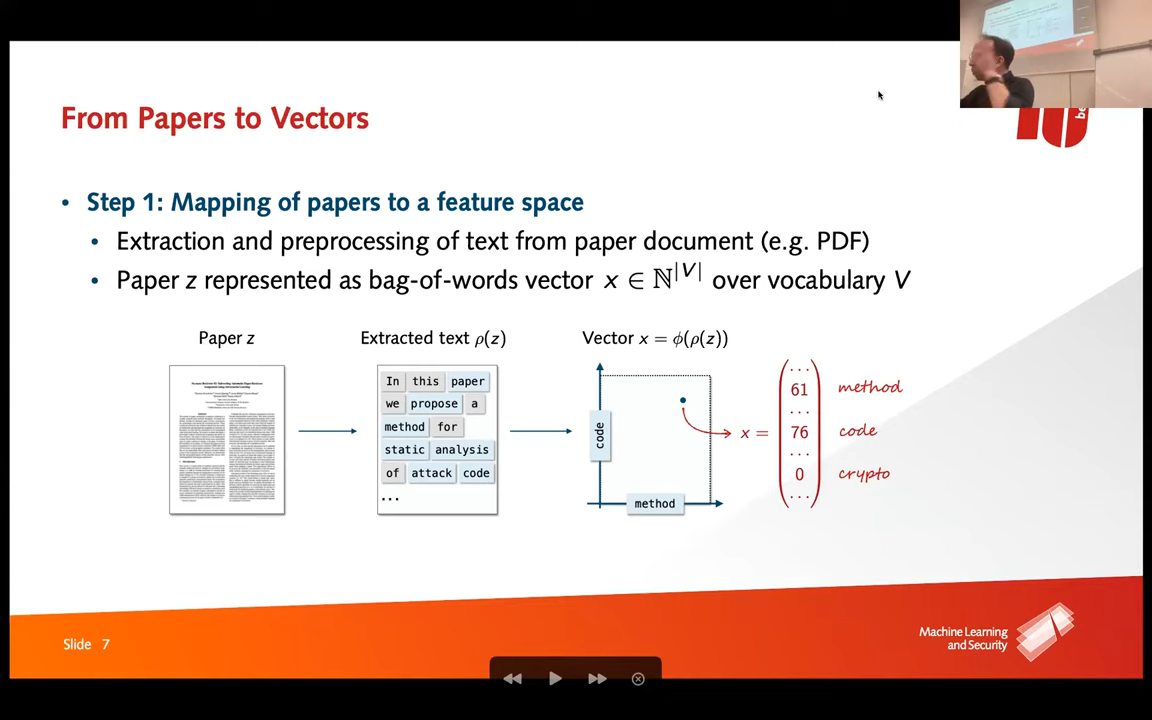 From Papers to Vectors
• Step 1: Mapping of papers to a feature space
• Extraction and preprocessing of text from paper document (e.g. PDF)
• Paper z represented as bag-of-words vector x ∈ ℕ^|V| over vocabulary V
Paper z
Extracted text ρ(z)
Vector x = ϕ(ρ(z))
In this paper
we propose a
method for
static analysis
of attack code
...
code
method
x =
...
61 method
...
76 code
...
0 crypto
...
be
Slide 7
Machine Learning
and Security